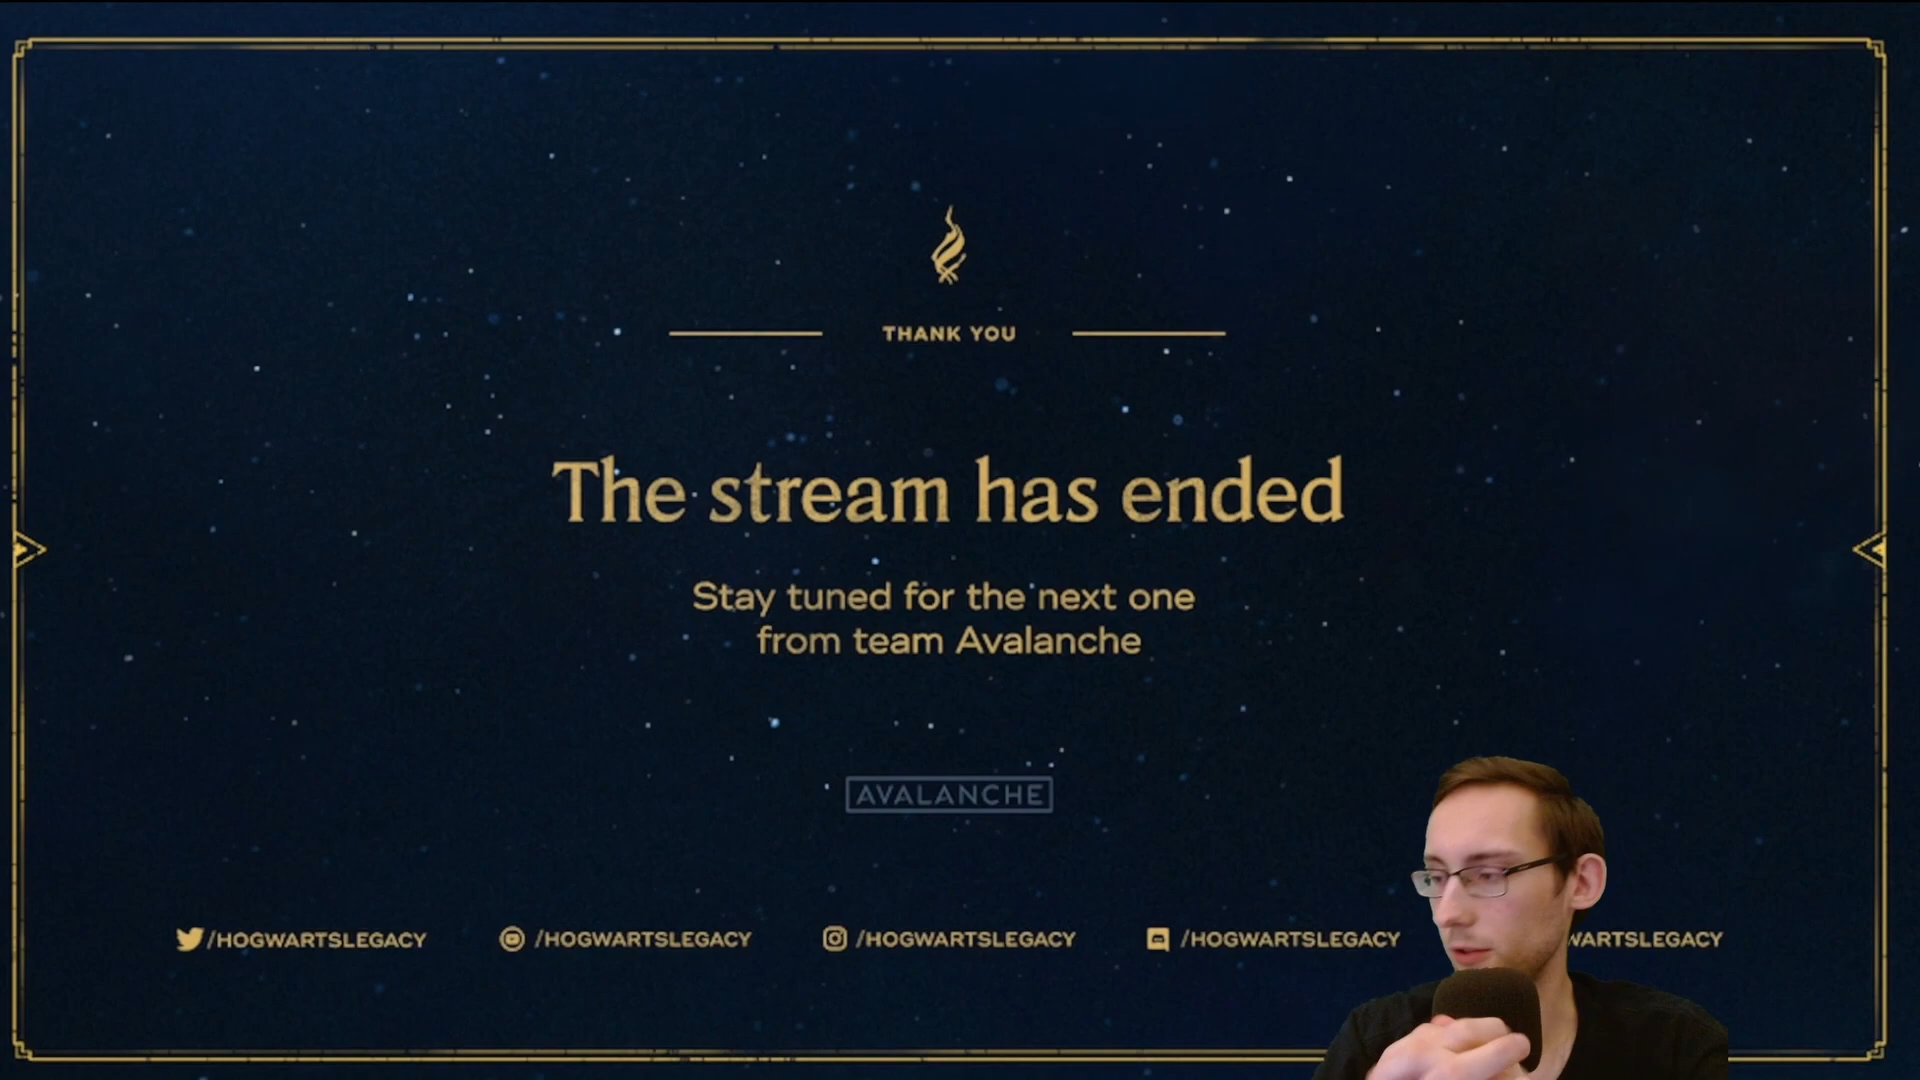 THANK YOU
The stream has ended
Stay tuned for the next one
from team Avalanche
AVALANCHE
/HOGWARTSLEGACY /HOGWARTSLEGACY /HOGWARTSLEGACY /HOGWARTSLEGACY WARTSLEGACY